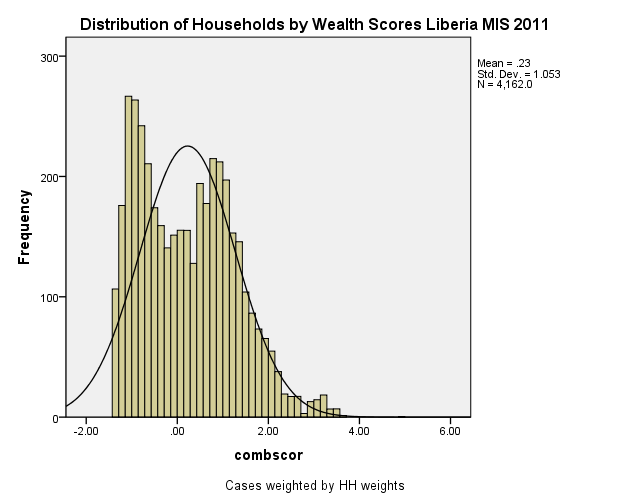 Distribution of Households by Wealth Scores Liberia MIS 2011
Mean = .23
Std. Dev. = 1.053
N = 4,162.0
300
200
100
0
Frequency
-2.00 .00 2.00 4.00 6.00
combscor
Cases weighted by HH weights